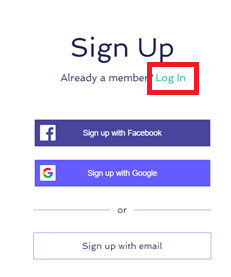 Sign Up
Already a member? Log In
Sign up with Facebook
Sign up with Google
or
Sign up with email